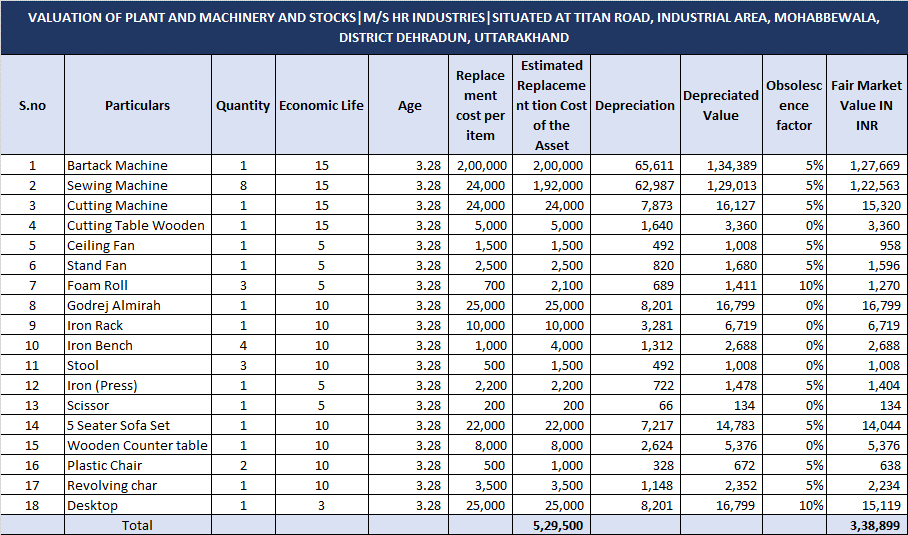 VALUATION OF PLANT AND MACHINERY AND STOCKS|M/S HR INDUSTRIES|SITUATED AT TITAN ROAD, INDUSTRIAL AREA, MOHABBEWALA,
DISTRICT DEHRADUN, UTTARAKHAND
S.no Particulars Quantity Economic Life Age Replace ment cost per item Estimated Replaceme nt tion Cost of the Asset Depreciation Depreciated Value Obsolesc ence factor Fair Market Value IN INR
1 Bartack Machine 1 15 3.28 2,00,000 2,00,000 65,611 1,34,389 5% 1,27,669
2 Sewing Machine 8 15 3.28 24,000 1,92,000 62,987 1,29,013 5% 1,22,563
3 Cutting Machine 1 15 3.28 24,000 24,000 7,873 16,127 5% 15,320
4 Cutting Table Wooden 1 15 3.28 5,000 5,000 1,640 3,360 0% 3,360
5 Ceiling Fan 1 5 3.28 1,500 1,500 492 1,008 5% 958
6 Stand Fan 1 5 3.28 2,500 2,500 820 1,680 5% 1,596
7 Foam Roll 3 5 3.28 700 2,100 689 1,411 10% 1,270
8 Godrej Almirah 1 10 3.28 25,000 25,000 8,201 16,799 0% 16,799
9 Iron Rack 1 10 3.28 10,000 10,000 3,281 6,719 0% 6,719
10 Iron Bench 4 10 3.28 1,000 4,000 1,312 2,688 0% 2,688
11 Stool 3 10 3.28 500 1,500 492 1,008 0% 1,008
12 Iron (Press) 1 5 3.28 2,200 2,200 722 1,478 5% 1,404
13 Scissor 1 5 3.28 200 200 66 134 0% 134
14 5 Seater Sofa Set 1 10 3.28 22,000 22,000 7,217 14,783 5% 14,044
15 Wooden Counter table 1 10 3.28 8,000 8,000 2,624 5,376 0% 5,376
16 Plastic Chair 2 10 3.28 500 1,000 328 672 5% 638
17 Revolving char 1 10 3.28 3,500 3,500 1,148 2,352 5% 2,234
18 Desktop 1 3 3.28 25,000 25,000 8,201 16,799 10% 15,119
Total 5,29,500 3,38,899